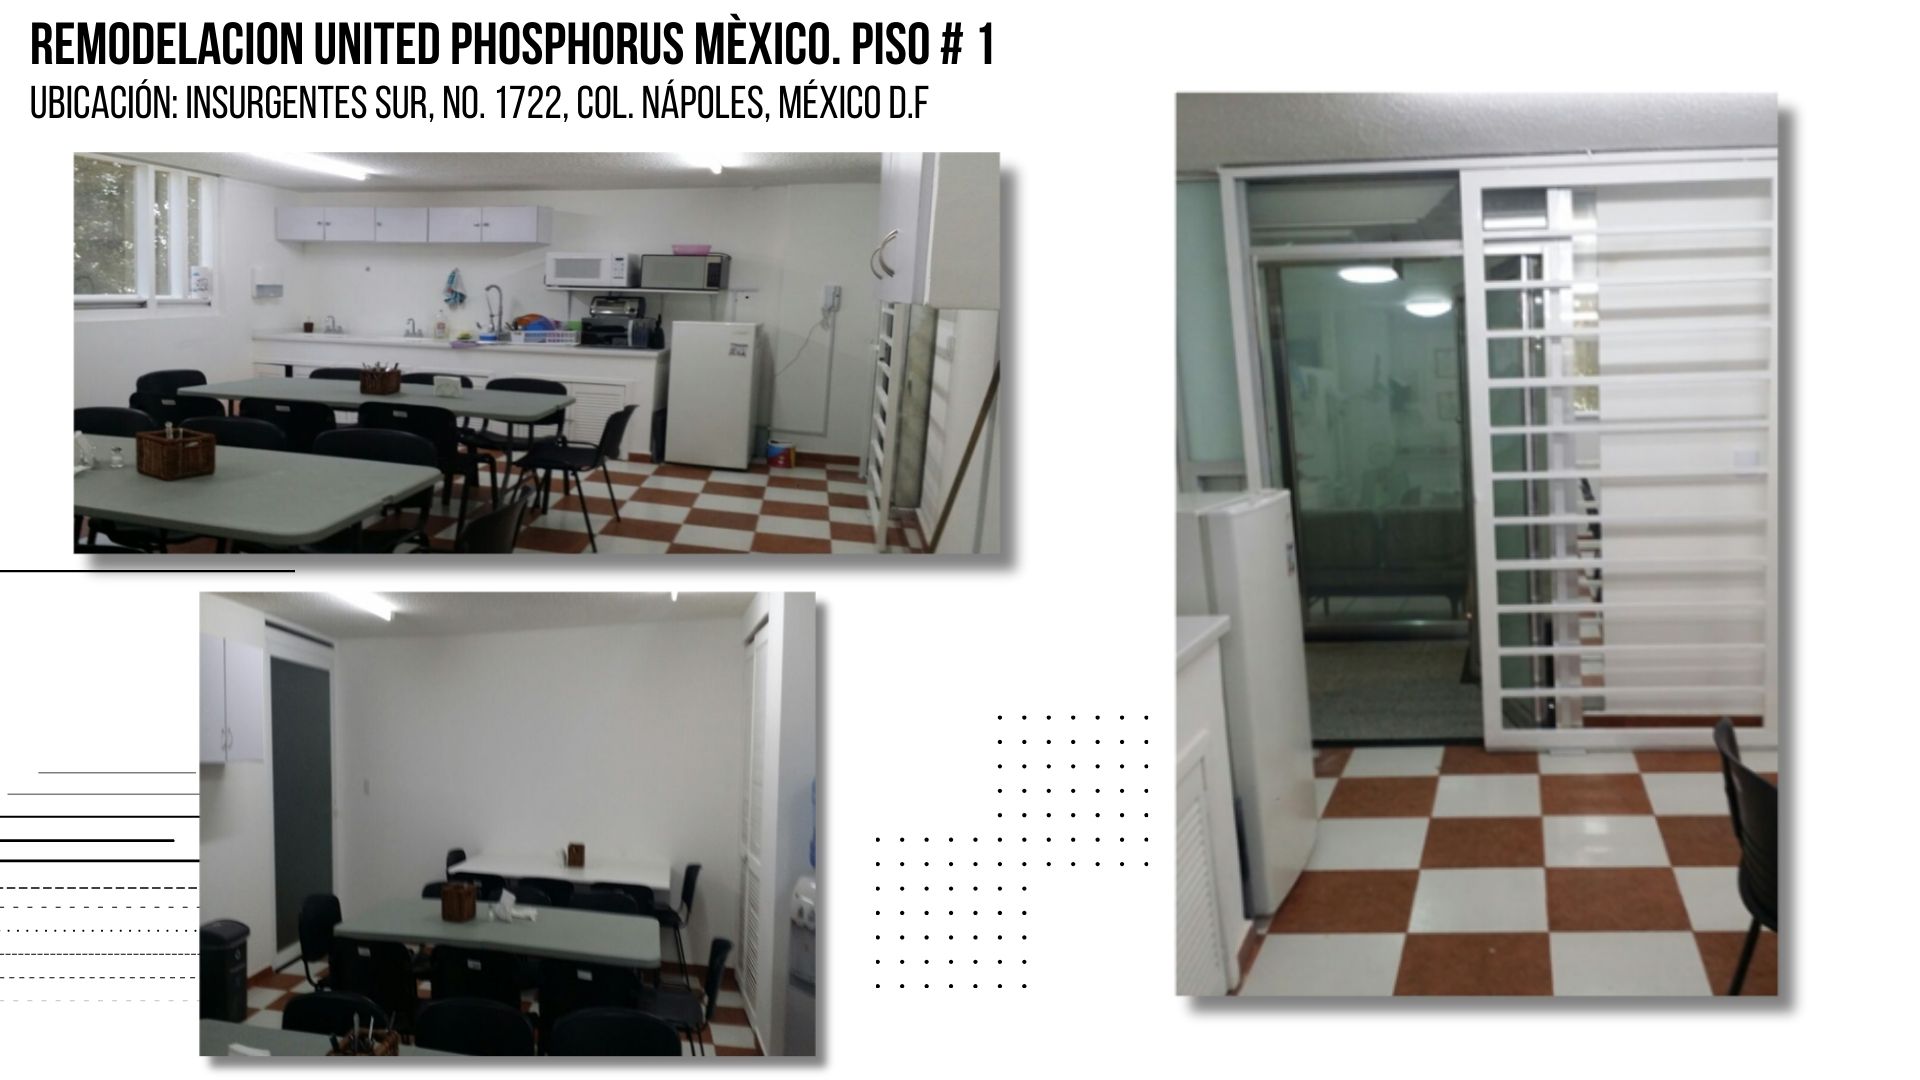 REMODELACION UNITED PHOSPHORUS MÈXICO. PISO # 1
UBICACIÓN: INSURGENTES SUR, NO. 1722, COL. NÁPOLES, MÉXICO D.F